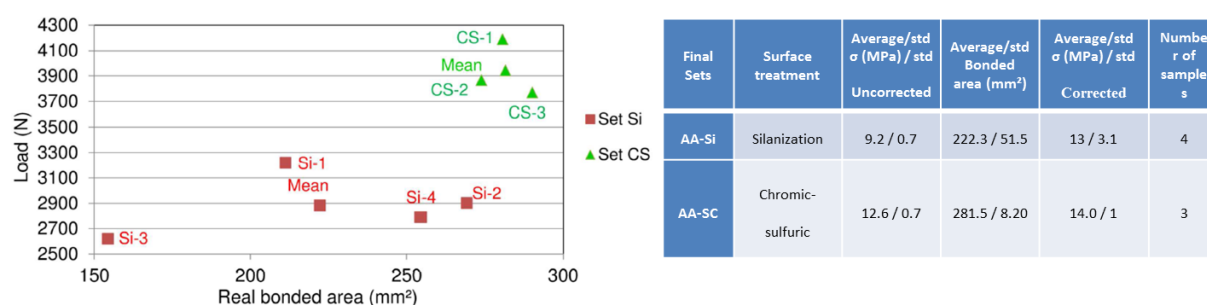 4300
4100
3900
3700
3500
3300
3100
2900
2700
2500
Load (N)
150
200
250
300
Real bonded area (mm²)
CS-1
Mean
CS-2
CS-3
Si-1
Mean
Si-4
Si-2
Si-3
Set Si
Set CS
Final
Sets
Surface
treatment
Average/std
σ (MPa) / std
Uncorrected
Average/std
Bonded
area (mm²)
Average/std
σ (MPa) / std
Corrected
Numbe
r of
sample
s
AA-Si
Silanization
9.2 / 0.7
222.3 / 51.5
13 / 3.1
4
AA-SC
Chromic-
sulfuric
12.6 / 0.7
281.5 / 8.20
14.0 / 1
3